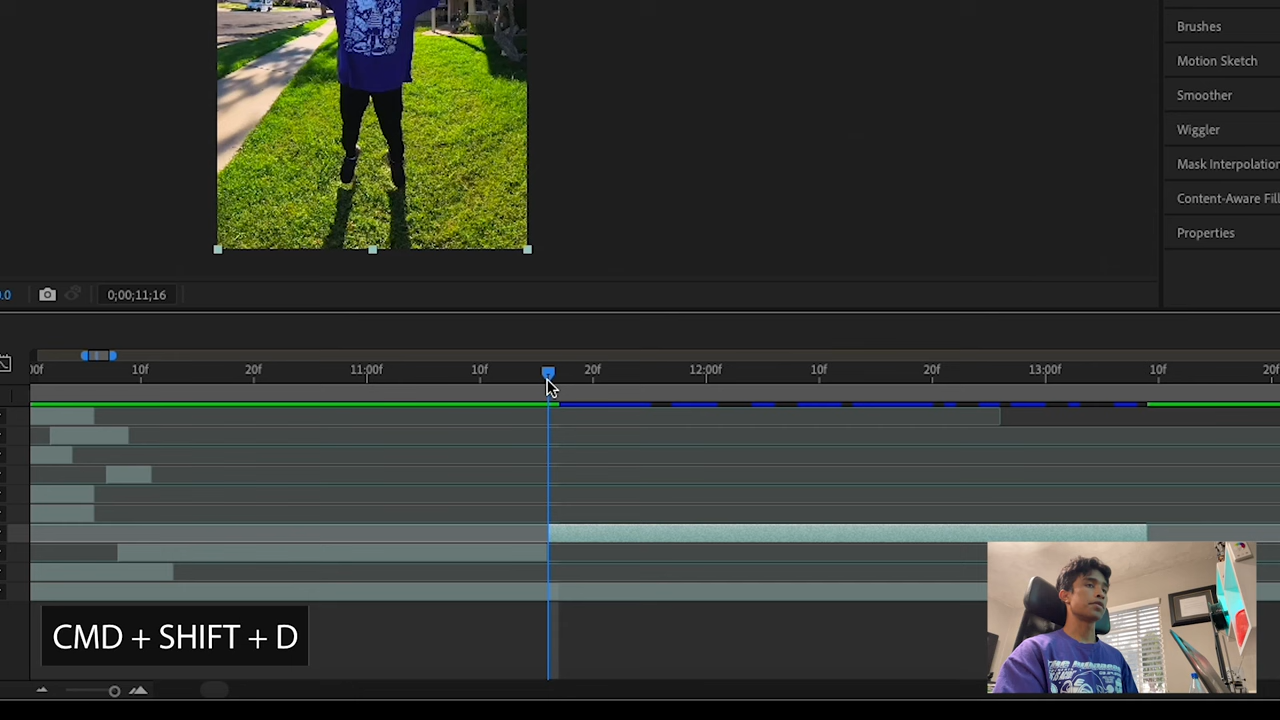 Brushes
Motion Sketch
Smoother
Wiggler
Mask Interpolation
Content-Aware Fill
Properties
.0
0;00;11;16
00f 10f 20f 11:00f 10f 20f 12:00f 10f 20f 13:00f 10f 20f
CMD + SHIFT + D